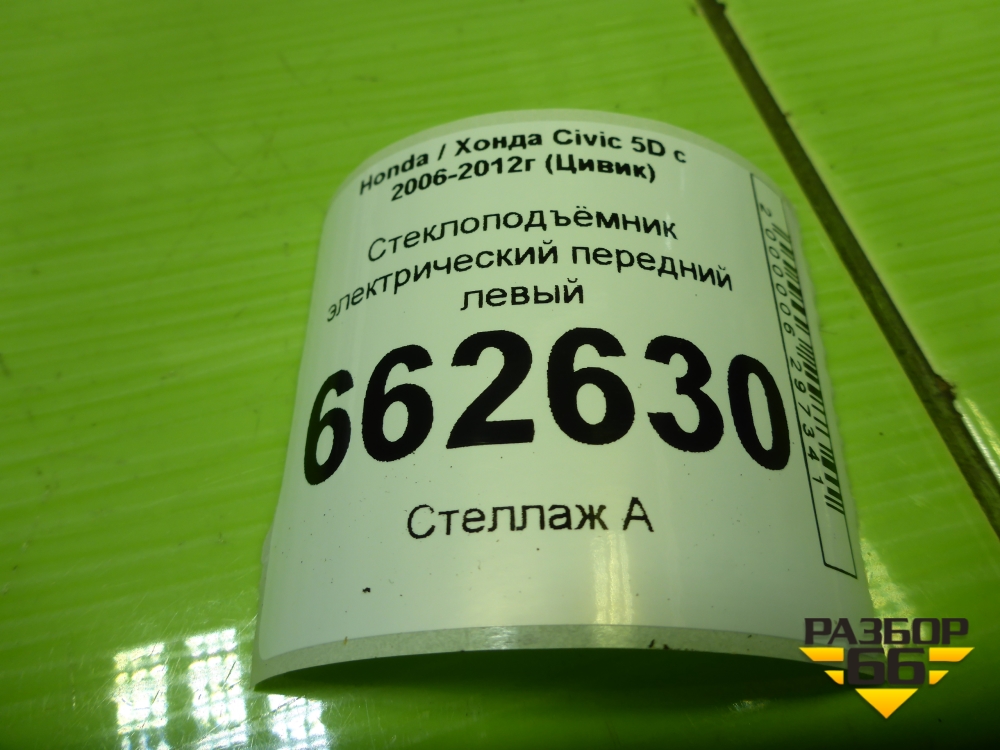 Honda / Хонда Civic 5D с
2006-2012г (Цивик)
Стеклоподъёмник
электрический передний
левый
662630
Стеллаж А
2000006297341
РАЗБОР
66